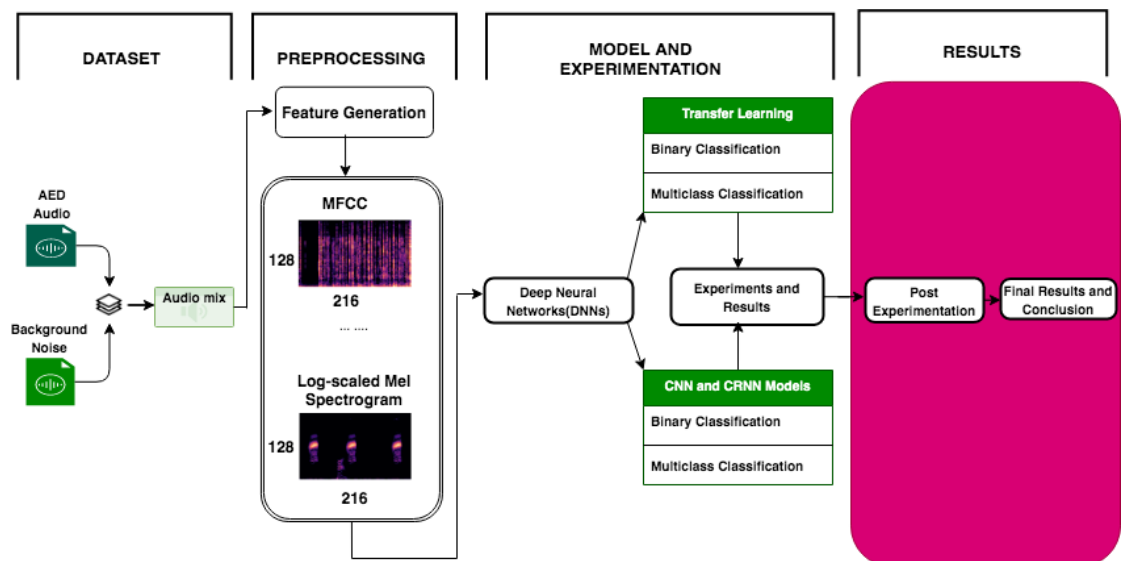 DATASET
PREPROCESSING
MODEL AND
EXPERIMENTATION
RESULTS
AED
Audio
Background
Noise
Audio mix
Feature Generation
MFCC
128
216
... ....
Log-scaled Mel
Spectrogram
128
216
Deep Neural
Networks(DNNs)
Transfer Learning
Binary Classification
Multiclass Classification
Experiments and
Results
CNN and CRNN Models
Binary Classification
Multiclass Classification
Post
Experimentation
Final Results and
Conclusion